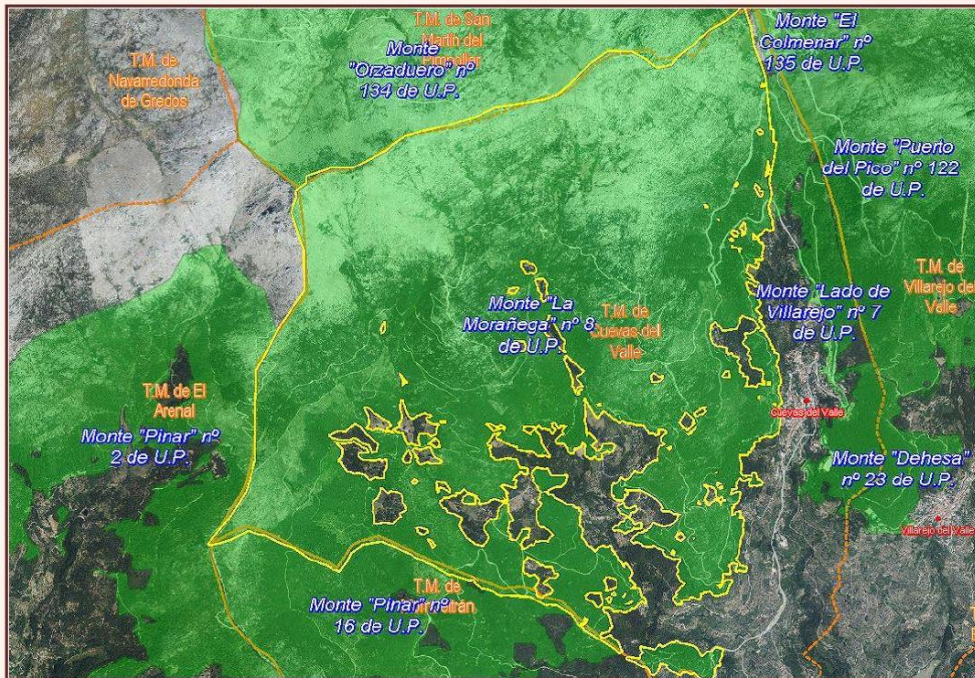 T.M. de San
Martín del
Monte
"Orzaduero" nº
134 de U.P.
Monte "El
Colmenar" nº
135 de U.P.
T.M. de
Navarredonda
de Gredos
Monte "Puerto
del Pico" nº 122
de U.P.
T.M. de
Villarejo del
Valle
Monte "La
Morañega" nº 8
de U.P.
T.M. de
Cuevas del
Valle
Monte "Lado de
Villarejo" nº 7
de U.P.
T.M. de El
Arenal
Monte "Pinar" nº
2 de U.P.
Cuevas del Valle
Monte "Dehesa"
nº 23 de U.P.
Villarejo del Valle
T.M. de
Monte "Pinar" nº
16 de U.P.